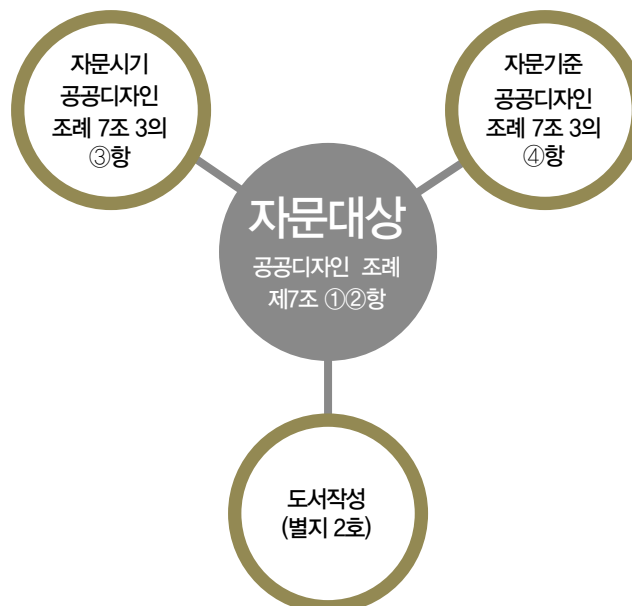 자문시기
공공디자인
조례 7조 3의
③항
자문기준
공공디자인
조례 7조 3의
④항
자문대상
공공디자인 조례
제7조 ①②항
도서작성
(별지 2호)